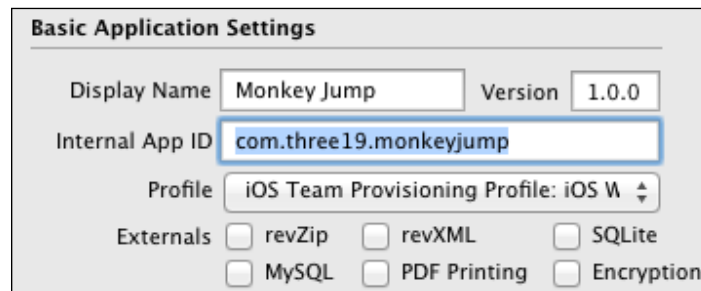 Basic Application Settings
Display Name Monkey Jump Version 1.0.0
Internal App ID com.three19.monkeyjump
Profile iOS Team Provisioning Profile: iOS W
Externals revZip revXML SQLite
MySQL PDF Printing Encryption